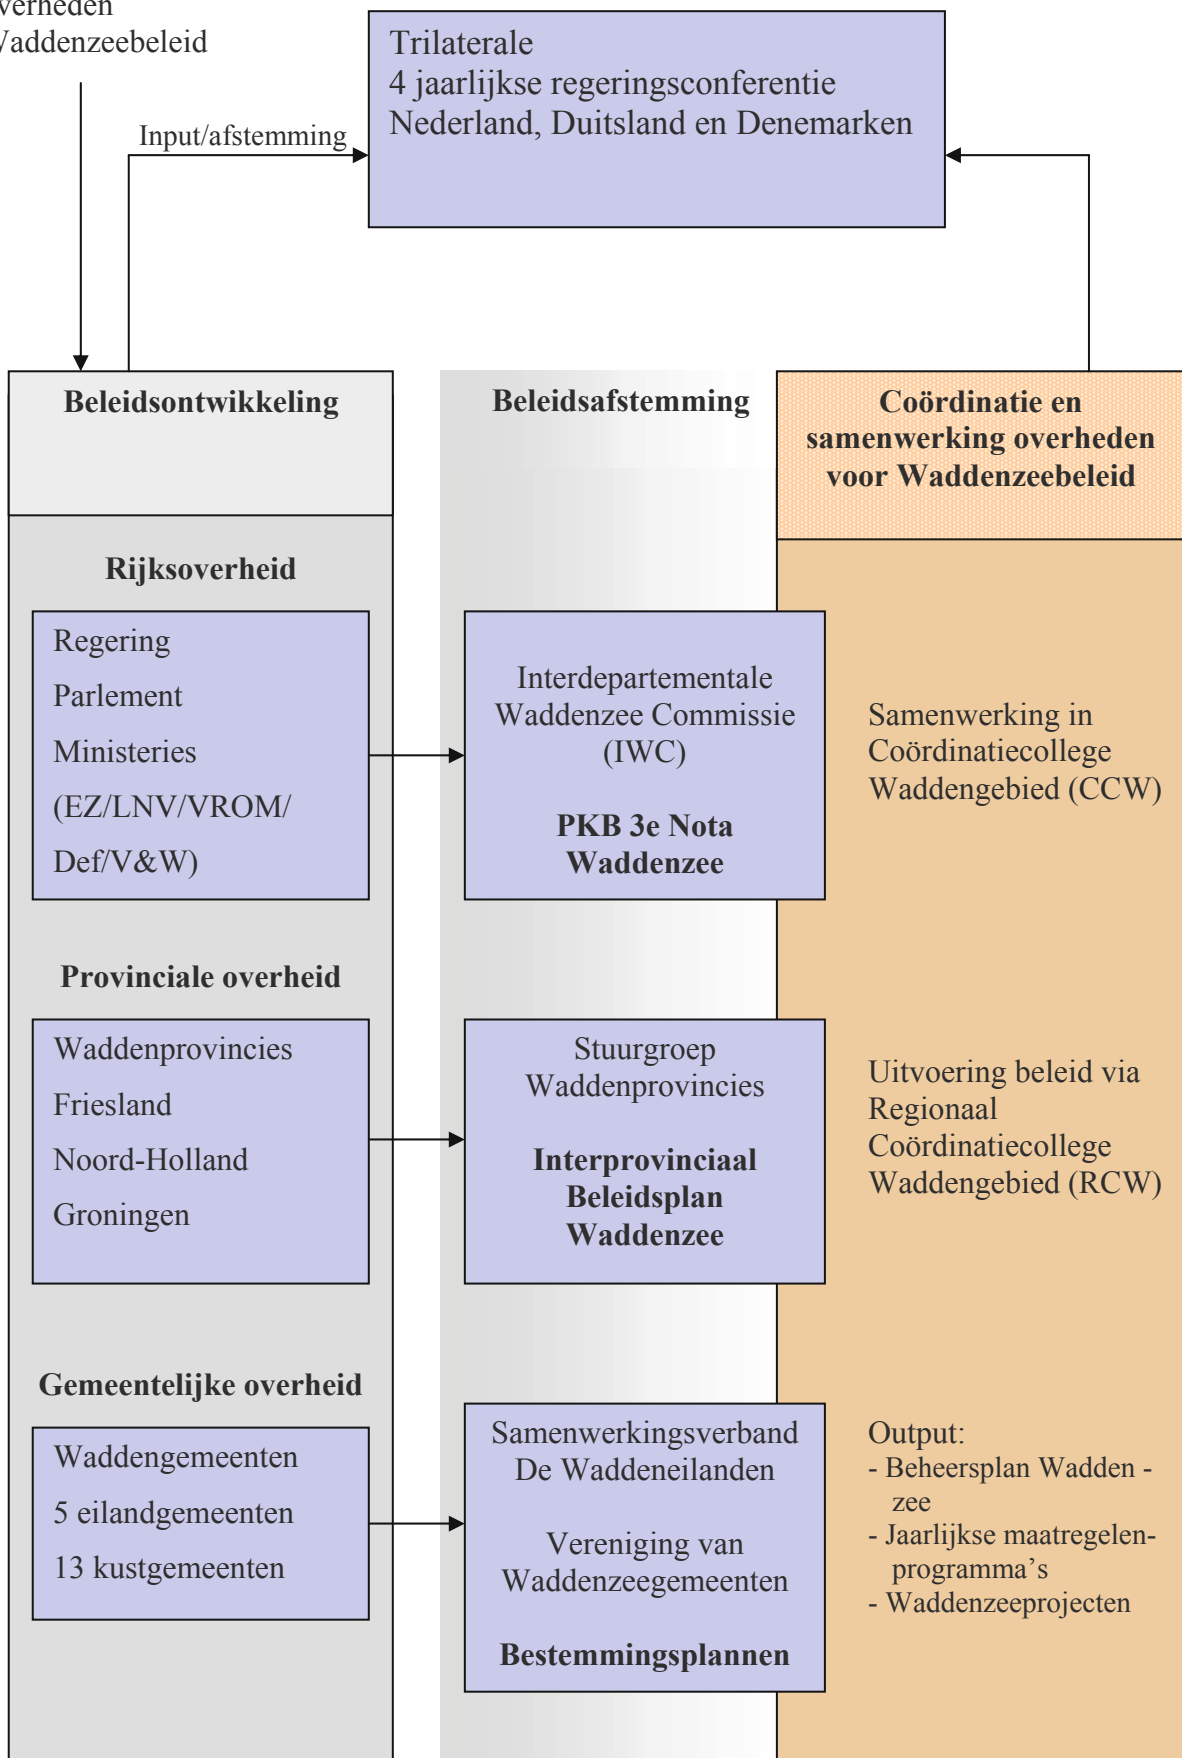 Waddenzeebeleid
Trilaterale
4 jaarlijkse regeringsconferentie
Nederland, Duitsland en Denemarken
Input/afstemming
Beleidsontwikkeling
Beleidsafstemming
Coördinatie en
samenwerking overheden
voor Waddenzeebeleid
Rijksoverheid
Regering
Parlement
Ministeries
(EZ/LNV/VROM/
Def/V&W)
Interdepartementale
Waddenzee Commissie
(IWC)
PKB 3e Nota
Waddenzee
Samenwerking in
Coördinatiecollege
Waddengebied (CCW)
Provinciale overheid
Waddenprovincies
Friesland
Noord-Holland
Groningen
Stuurgroep
Waddenprovincies
Interprovinciaal
Beleidsplan
Waddenzee
Uitvoering beleid via
Regionaal
Coördinatiecollege
Waddengebied (RCW)
Gemeentelijke overheid
Waddengemeenten
5 eilandgemeenten
13 kustgemeenten
Samenwerkingsverband
De Waddeneilanden
Vereniging van
Waddenzeegemeenten
Bestemmingsplannen
Output:
- Beheersplan Wadden -
zee
- Jaarlijkse maatregelen-
programma’s
- Waddenzeeprojecten